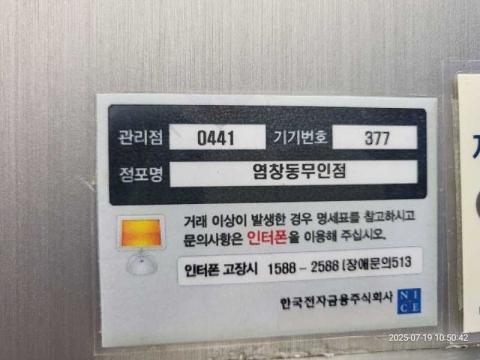 관리점 0441 기기번호 377
점포명 염창동무인점
거래 이상이 발생한 경우 명세표를 참고하시고
문의사항은 인터폰을 이용해 주십시오.
인터폰 고장시 1588 - 2588 (장애문의513
한국전자금융주식회사 NICE
2025-07-19 10:50:42